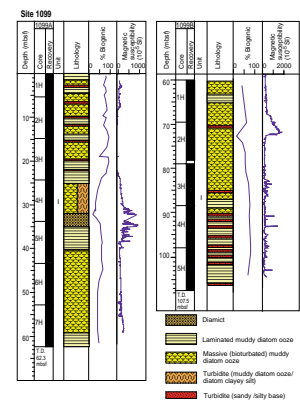 Site 1099
1099A
Depth (mbsf)
Core
Recovery
Unit
Lithology
% Biogenic
Magnetic susceptibility (10-5 SI)
0 100 0 1000
1H
10
2H
20
3H
4H
30
I
40
5H
6H
50
7H
60
T.D.
62.3
mbsf
1099B
Depth (mbsf)
Core
Recovery
Unit
Lithology
% Biogenic
Magnetic susceptibility (10-5 SI)
0 100 0 2000
60
1H
70
2H
80
3H
I
90
4H
100
5H
T.D.
107.5
mbsf
Diamict
Laminated muddy diatom ooze
Massive (bioturbated) muddy
diatom ooze
Turbidite (muddy diatom ooze/
diatom clayey silt)
Turbidite (sandy /silty base)